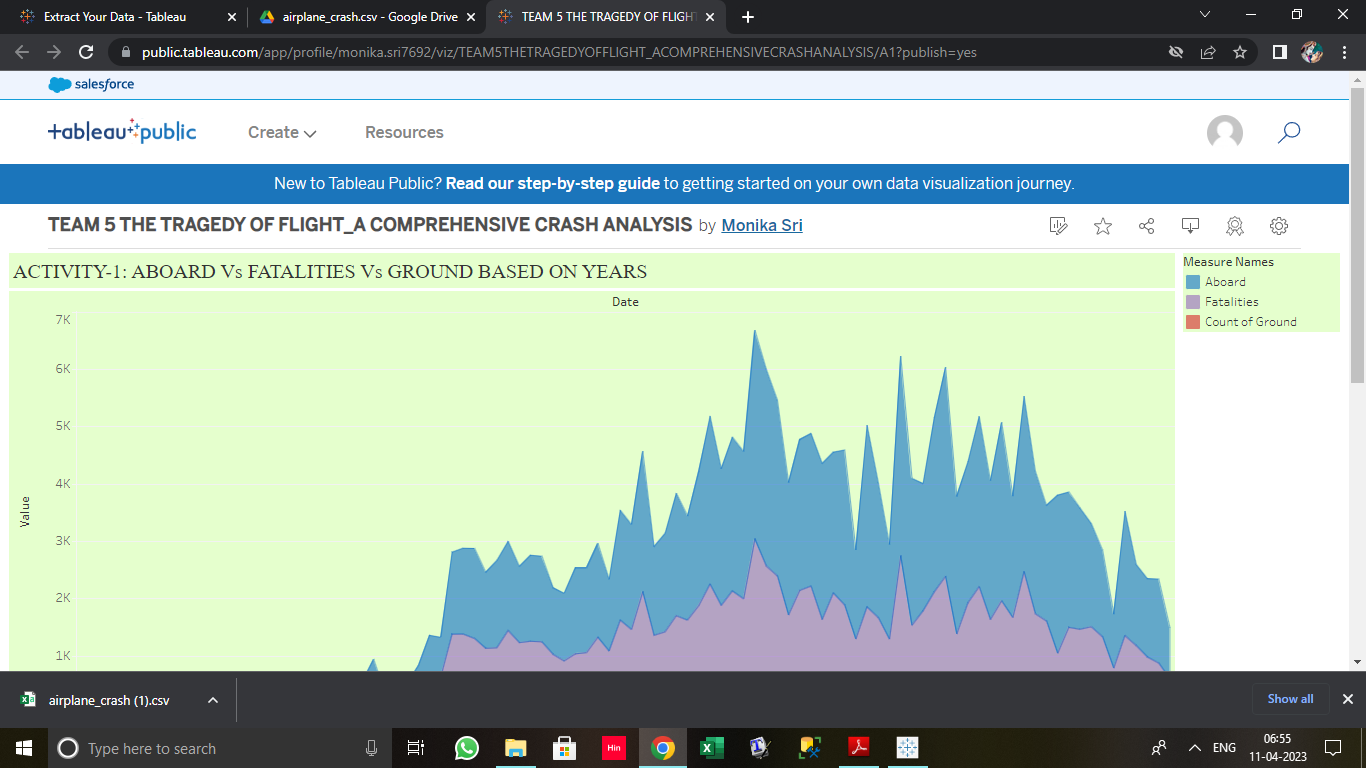 Extract Your Data - Tableau
airplane_crash.csv - Google Drive
TEAM 5 THE TRAGEDY OF FLIGH
public.tableau.com/app/profile/monika.sri7692/viz/TEAM5THETRAGEDYOFFLIGHT_ACOMPREHENSIVECRASHANALYSIS/A1?publish=yes
salesforce
tableau public
Create
Resources
New to Tableau Public? Read our step-by-step guide to getting started on your own data visualization journey.
TEAM 5 THE TRAGEDY OF FLIGHT_A COMPREHENSIVE CRASH ANALYSIS by Monika Sri
ACTIVITY-1: ABOARD Vs FATALITIES Vs GROUND BASED ON YEARS
Measure Names
Aboard
Fatalities
Count of Ground
Date
7K
6K
5K
4K
Value
3K
2K
1K
airplane_crash (1).csv
Show all
Type here to search
Hin
ENG
06:55
11-04-2023